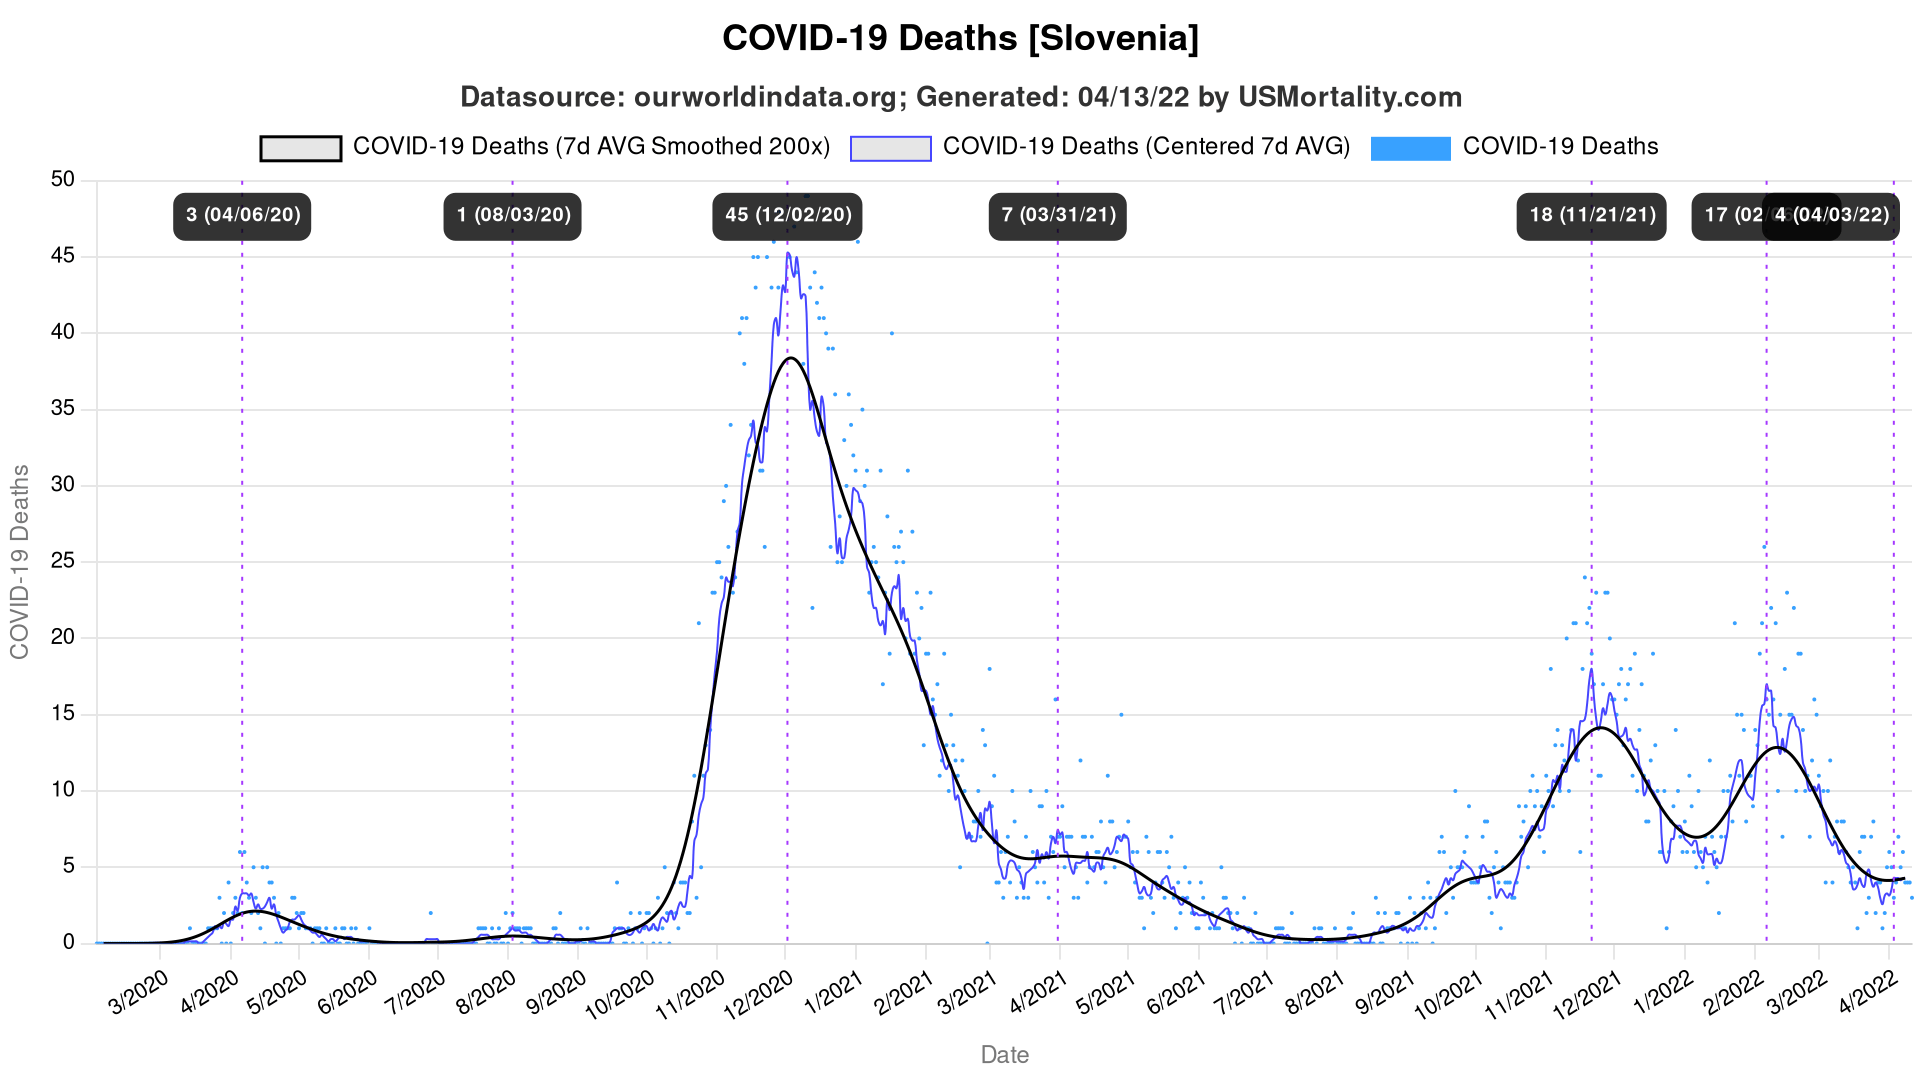 COVID-19 Deaths [Slovenia]
Datasource: ourworldindata.org; Generated: 04/13/22 by USMortality.com
COVID-19 Deaths (7d AVG Smoothed 200x) COVID-19 Deaths (Centered 7d AVG) COVID-19 Deaths
3 (04/06/20) 1 (08/03/20) 45 (12/02/20) 7 (03/31/21) 18 (11/21/21) 17 (02/06 4 (04/03/22)
50
45
40
35
30
25
20
15
10
5
0
COVID-19 Deaths
3/2020 4/2020 5/2020 6/2020 7/2020 8/2020 9/2020 10/2020 11/2020 12/2020 1/2021 2/2021 3/2021 4/2021 5/2021 6/2021 7/2021 8/2021 9/2021 10/2021 11/2021 12/2021 1/2022 2/2022 3/2022 4/2022
Date